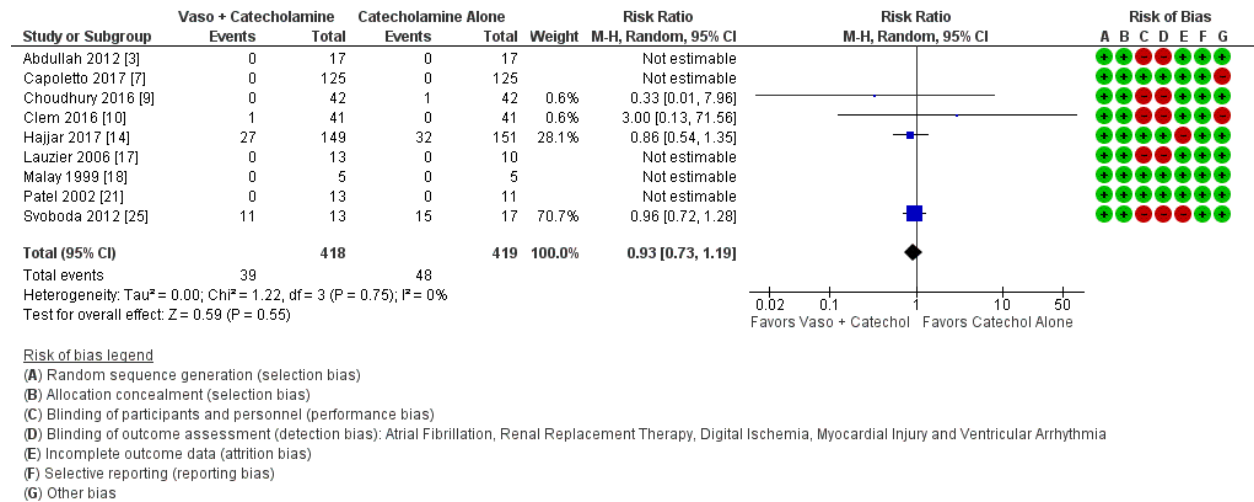 Vaso + Catecholamine Catecholamine Alone Risk Ratio Risk Ratio Risk of Bias
Study or Subgroup Events Total Events Total Weight M-H, Random, 95% CI M-H, Random, 95% CI A B C D E F G
Abdullah 2012 [3] 0 17 0 17 Not estimable + + - - + + +
Capoletto 2017 [7] 0 125 0 125 Not estimable + + + + + + -
Choudhury 2016 [9] 0 42 1 42 0.6% 0.33 [0.01, 7.96] + + - - + + +
Clem 2016 [10] 1 41 0 41 0.6% 3.00 [0.13, 71.56] + + - - + + -
Hajjar 2017 [14] 27 149 32 151 28.1% 0.86 [0.54, 1.35] + + + + - + +
Lauzier 2006 [17] 0 13 0 10 Not estimable + + - - + + +
Malay 1999 [18] 0 5 0 5 Not estimable + + + + + + +
Patel 2002 [21] 0 13 0 11 Not estimable + + + + + + +
Svoboda 2012 [25] 11 13 15 17 70.7% 0.96 [0.72, 1.28] + + - - - + +
Total (95% CI) 418 419 100.0% 0.93 [0.73, 1.19]
Total events 39 48
Heterogeneity: Tau² = 0.00; Chi² = 1.22, df = 3 (P = 0.75); I² = 0%
Test for overall effect: Z = 0.59 (P = 0.55)
0.02 0.1 1 10 50
Favors Vaso + Catechol Favors Catechol Alone
Risk of bias legend
(A) Random sequence generation (selection bias)
(B) Allocation concealment (selection bias)
(C) Blinding of participants and personnel (performance bias)
(D) Blinding of outcome assessment (detection bias): Atrial Fibrillation, Renal Replacement Therapy, Digital Ischemia, Myocardial Injury and Ventricular Arrhythmia
(E) Incomplete outcome data (attrition bias)
(F) Selective reporting (reporting bias)
(G) Other bias